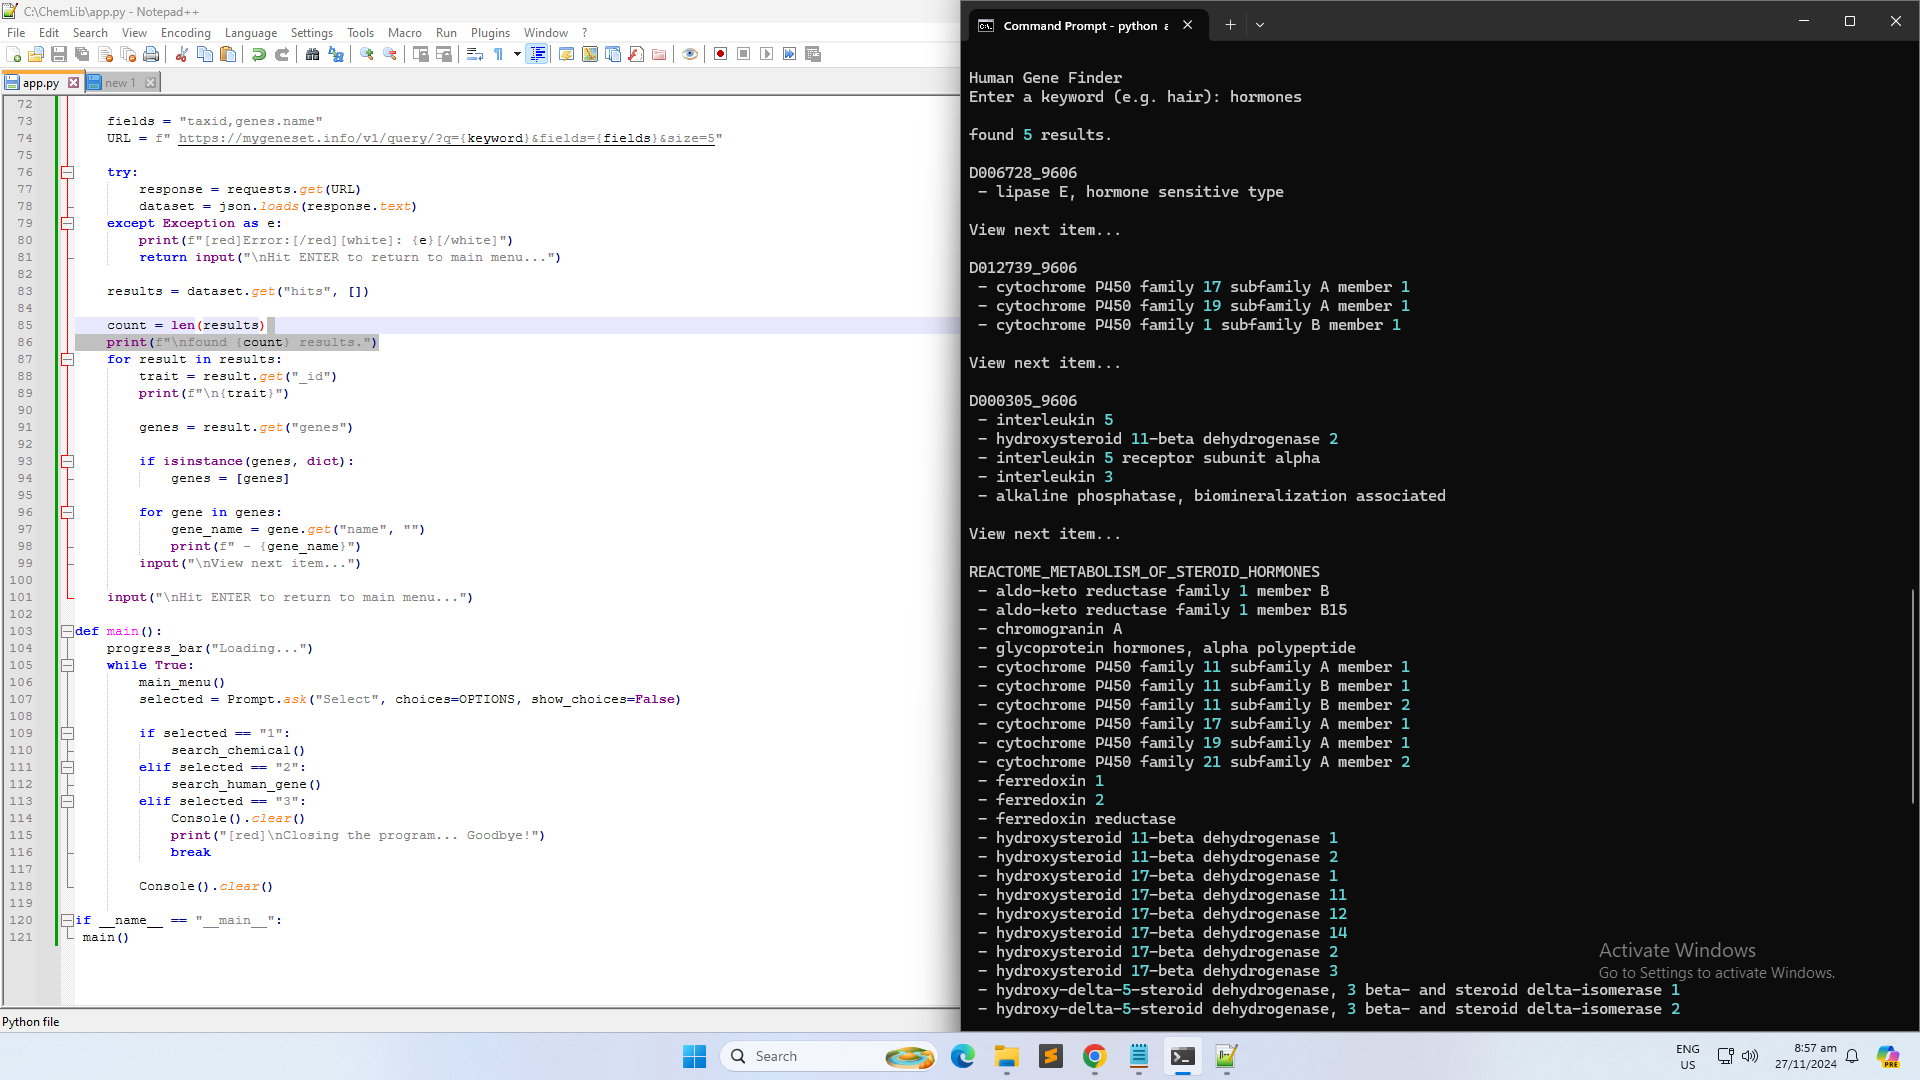 C:\ChemLib\app.py - Notepad++
File Edit Search View Encoding Language Settings Tools Macro Run Plugins Window ?
app.py new 1
72
73 fields = "taxid,genes.name"
74 URL = f" https://mygeneset.info/v1/query/?q={keyword}&fields={fields}&size=5"
75
76 try:
77 response = requests.get(URL)
78 dataset = json.loads(response.text)
79 except Exception as e:
80 print(f"[red]Error:[/red][white]: {e}[/white]")
81 return input("\nHit ENTER to return to main menu...")
82
83 results = dataset.get("hits", [])
84
85 count = len(results)
86 print(f"\nfound {count} results.")
87 for result in results:
88 trait = result.get("_id")
89 print(f"\n{trait}")
90
91 genes = result.get("genes")
92
93 if isinstance(genes, dict):
94 genes = [genes]
95
96 for gene in genes:
97 gene_name = gene.get("name", "")
98 print(f" - {gene_name}")
99 input("\nView next item...")
100
101 input("\nHit ENTER to return to main menu...")
102
103 def main():
104 progress_bar("Loading...")
105 while True:
106 main_menu()
107 selected = Prompt.ask("Select", choices=OPTIONS, show_choices=False)
108
109 if selected == "1":
110 search_chemical()
111 elif selected == "2":
112 search_human_gene()
113 elif selected == "3":
114 Console().clear()
115 print("[red]\nClosing the program... Goodbye!")
116 break
117
118 Console().clear()
119
120 if __name__ == "__main__":
121 main()
Python file
Command Prompt - python a
Human Gene Finder
Enter a keyword (e.g. hair): hormones
found 5 results.
D006728_9606
- lipase E, hormone sensitive type
View next item...
D012739_9606
- cytochrome P450 family 17 subfamily A member 1
- cytochrome P450 family 19 subfamily A member 1
- cytochrome P450 family 1 subfamily B member 1
View next item...
D000305_9606
- interleukin 5
- hydroxysteroid 11-beta dehydrogenase 2
- interleukin 5 receptor subunit alpha
- interleukin 3
- alkaline phosphatase, biomineralization associated
View next item...
REACTOME_METABOLISM_OF_STEROID_HORMONES
- aldo-keto reductase family 1 member B
- aldo-keto reductase family 1 member B15
- chromogranin A
- glycoprotein hormones, alpha polypeptide
- cytochrome P450 family 11 subfamily A member 1
- cytochrome P450 family 11 subfamily B member 1
- cytochrome P450 family 11 subfamily B member 2
- cytochrome P450 family 17 subfamily A member 1
- cytochrome P450 family 19 subfamily A member 1
- cytochrome P450 family 21 subfamily A member 2
- ferredoxin 1
- ferredoxin 2
- ferredoxin reductase
- hydroxysteroid 11-beta dehydrogenase 1
- hydroxysteroid 11-beta dehydrogenase 2
- hydroxysteroid 17-beta dehydrogenase 1
- hydroxysteroid 17-beta dehydrogenase 11
- hydroxysteroid 17-beta dehydrogenase 12
- hydroxysteroid 17-beta dehydrogenase 14
- hydroxysteroid 17-beta dehydrogenase 2
- hydroxysteroid 17-beta dehydrogenase 3
- hydroxy-delta-5-steroid dehydrogenase, 3 beta- and steroid delta-isomerase 1
- hydroxy-delta-5-steroid dehydrogenase, 3 beta- and steroid delta-isomerase 2
Activate Windows
Go to Settings to activate Windows.
Search
ENG
US
8:57 am
27/11/2024
PRE